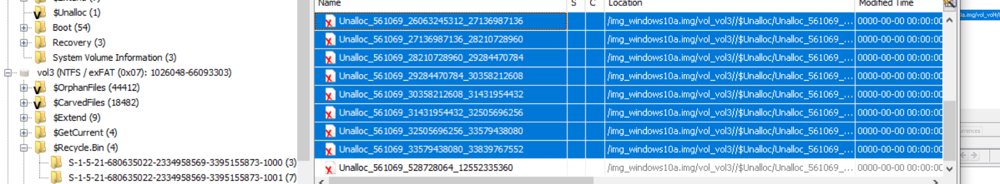 $Unalloc (1)
Boot (54)
Recovery (3)
System Volume Information (3)
vol3 (NTFS / exFAT (0x07): 1026048-66093303)
$OrphanFiles (44412)
$CarvedFiles (18482)
$Extend (9)
$GetCurrent (4)
$Recycle.Bin (4)
S-1-5-21-680635022-2334958569-3395155873-1000 (3)
S-1-5-21-680635022-2334958569-3395155873-1001 (7)
Name S C Location Modified Time
Unalloc_561069_26063245312_27136987136 /img_windows10a.img/vol_vol3//$Unalloc/Unalloc_561069_... 0000-00-00 00:00:00
Unalloc_561069_27136987136_28210728960 /img_windows10a.img/vol_vol3//$Unalloc/Unalloc_561069_... 0000-00-00 00:00:00
Unalloc_561069_28210728960_29284470784 /img_windows10a.img/vol_vol3//$Unalloc/Unalloc_561069_... 0000-00-00 00:00:00
Unalloc_561069_29284470784_30358212608 /img_windows10a.img/vol_vol3//$Unalloc/Unalloc_561069_... 0000-00-00 00:00:00
Unalloc_561069_30358212608_31431954432 /img_windows10a.img/vol_vol3//$Unalloc/Unalloc_561069_... 0000-00-00 00:00:00
Unalloc_561069_31431954432_32505696256 /img_windows10a.img/vol_vol3//$Unalloc/Unalloc_561069_... 0000-00-00 00:00:00
Unalloc_561069_32505696256_33579438080 /img_windows10a.img/vol_vol3//$Unalloc/Unalloc_561069_... 0000-00-00 00:00:00
Unalloc_561069_33579438080_33839767552 /img_windows10a.img/vol_vol3//$Unalloc/Unalloc_561069_... 0000-00-00 00:00:00
Unalloc_561069_528728064_12552335360 /img_windows10a.img/vol_vol3//$Unalloc/Unalloc_561069_... 0000-00-00 00:00:00